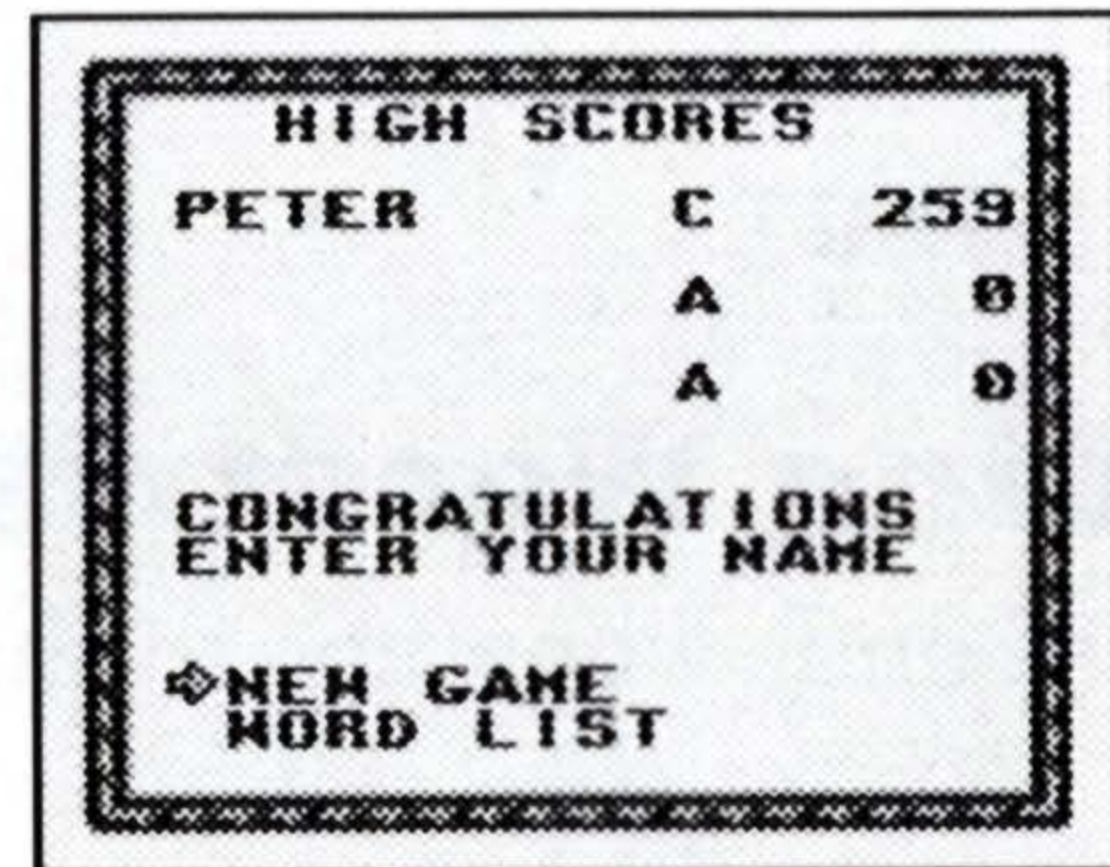 HIGH SCORES
PETER C 259
A 0
A 0
CONGRATULATIONS
ENTER YOUR NAME
NEW GAME
WORD LIST